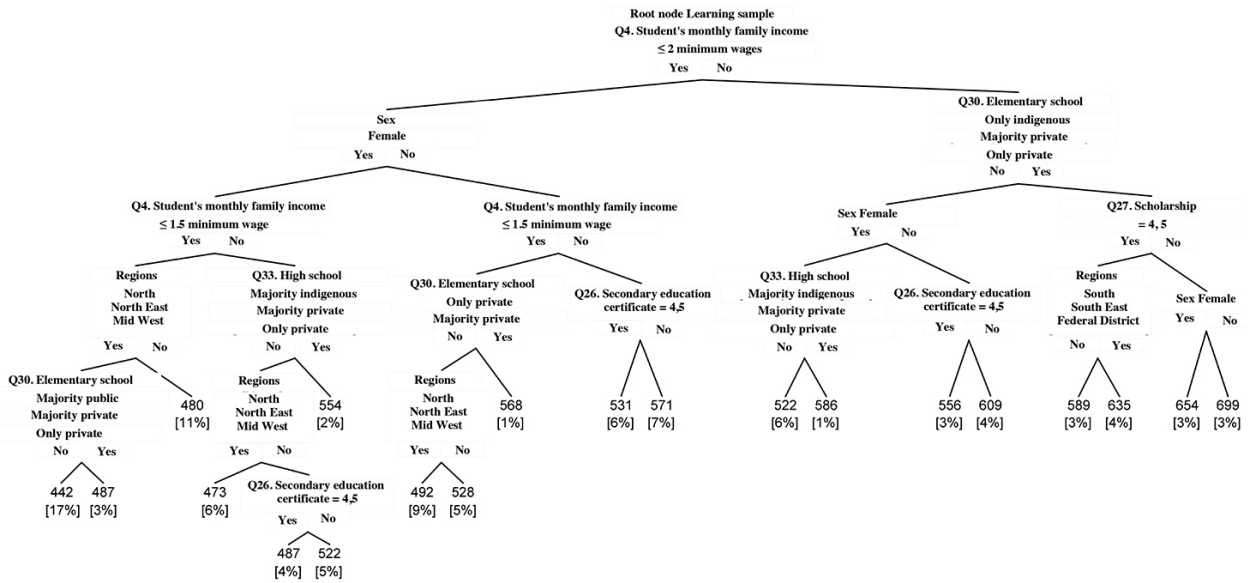 Root node Learning sample
Q4. Student's monthly family income
≤ 2 minimum wages
Yes No
Sex
Female
Yes No
Q30. Elementary school
Only indigenous
Majority private
Only private
No Yes
Q4. Student's monthly family income
≤ 1.5 minimum wage
Yes No
Q4. Student's monthly family income
≤ 1.5 minimum wage
Yes No
Sex Female
Yes No
Q27. Scholarship
= 4, 5
Yes No
Regions
North
North East
Mid West
Yes No
Q33. High school
Majority indigenous
Majority private
Only private
No Yes
Q30. Elementary school
Only private
Majority private
No Yes
Q26. Secondary education
certificate = 4,5
Yes No
Q33. High school
Majority indigenous
Majority private
Only private
No Yes
Q26. Secondary education
certificate = 4,5
Yes No
Regions
South
South East
Federal District
No Yes
Sex Female
Yes No
Q30. Elementary school
Majority public
Majority private
Only private
No Yes
480
[11%]
Regions
North
North East
Mid West
Yes No
554
[2%]
Regions
North
North East
Mid West
Yes No
568
[1%]
531 571
[6%] [7%]
522 586
[6%] [1%]
556 609
[3%] [4%]
589 635
[3%] [4%]
654 699
[3%] [3%]
442 487
[17%] [3%]
473
[6%]
Q26. Secondary education
certificate = 4,5
Yes No
492 528
[9%] [5%]
487 522
[4%] [5%]